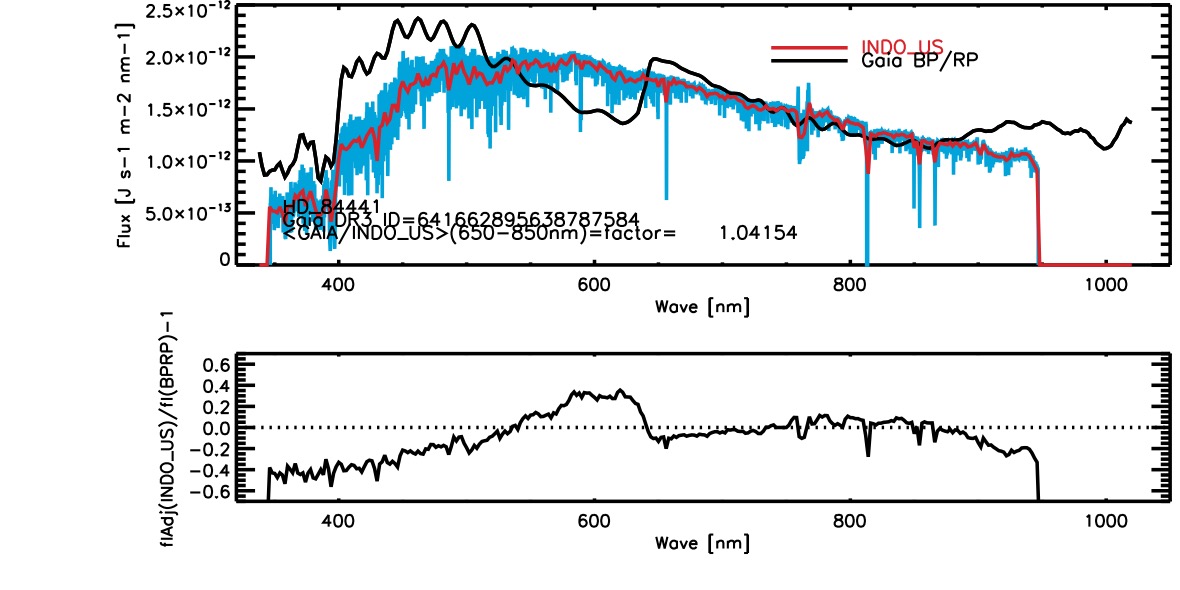 2.5×10⁻¹²
2.0×10⁻¹²
1.5×10⁻¹²
1.0×10⁻¹²
5.0×10⁻¹³
0
Flux [J s-1 m-2 nm-1]
INDO_US
Gaia BP/RP
HD_84441
Gaia DR3 ID=641662895638787584
<GAIA/INDO_US>(650-850nm)=factor= 1.04154
400 600 800 1000
Wave [nm]
0.6
0.4
0.2
0.0
-0.2
-0.4
-0.6
flAdj(INDO_US)/fl(BPRP)-1
400 600 800 1000
Wave [nm]